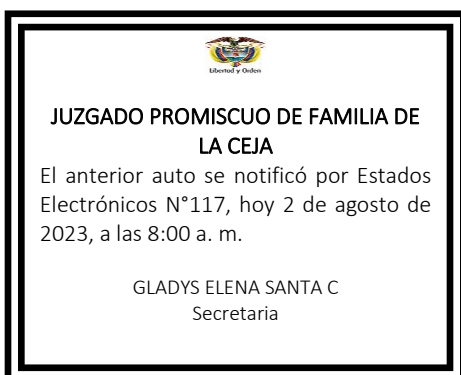 Libertad y Orden
JUZGADO PROMISCUO DE FAMILIA DE
LA CEJA
El anterior auto se notificó por Estados
Electrónicos N°117, hoy 2 de agosto de
2023, a las 8:00 a. m.
GLADYS ELENA SANTA C
Secretaria